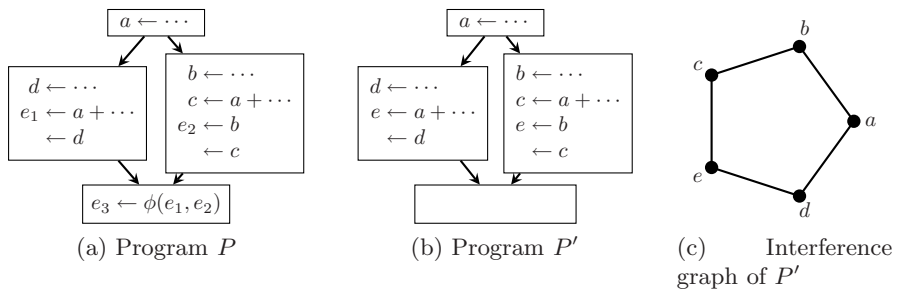 a ← ⋯
d ← ⋯
e₁ ← a + ⋯
← d
b ← ⋯
c ← a + ⋯
e₂ ← b
← c
e₃ ← ϕ(e₁, e₂)
(a) Program P
a ← ⋯
d ← ⋯
e ← a + ⋯
← d
b ← ⋯
c ← a + ⋯
e ← b
← c
(b) Program P′
b
c
a
e
d
(c) Interference
graph of P′